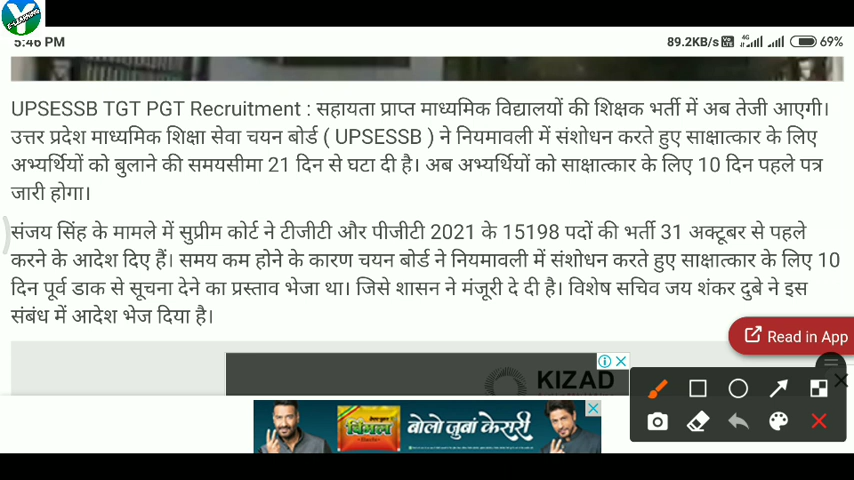 E-LEARNING
5:46 PM
89.2KB/s 4G 69%
UPSESSB TGT PGT Recruitment : सहायता प्राप्त माध्यमिक विद्यालयों की शिक्षक भर्ती में अब तेजी आएगी।
उत्तर प्रदेश माध्यमिक शिक्षा सेवा चयन बोर्ड ( UPSESSB ) ने नियमावली में संशोधन करते हुए साक्षात्कार के लिए
अभ्यर्थियों को बुलाने की समयसीमा 21 दिन से घटा दी है। अब अभ्यर्थियों को साक्षात्कार के लिए 10 दिन पहले पत्र
जारी होगा।
संजय सिंह के मामले में सुप्रीम कोर्ट ने टीजीटी और पीजीटी 2021 के 15198 पदों की भर्ती 31 अक्टूबर से पहले
करने के आदेश दिए हैं। समय कम होने के कारण चयन बोर्ड ने नियमावली में संशोधन करते हुए साक्षात्कार के लिए 10
दिन पूर्व डाक से सूचना देने का प्रस्ताव भेजा था। जिसे शासन ने मंजूरी दे दी है। विशेष सचिव जय शंकर दुबे ने इस
संबंध में आदेश भेज दिया है।
Read in App
KIZAD
विमल
बोलो जुबां केसरी